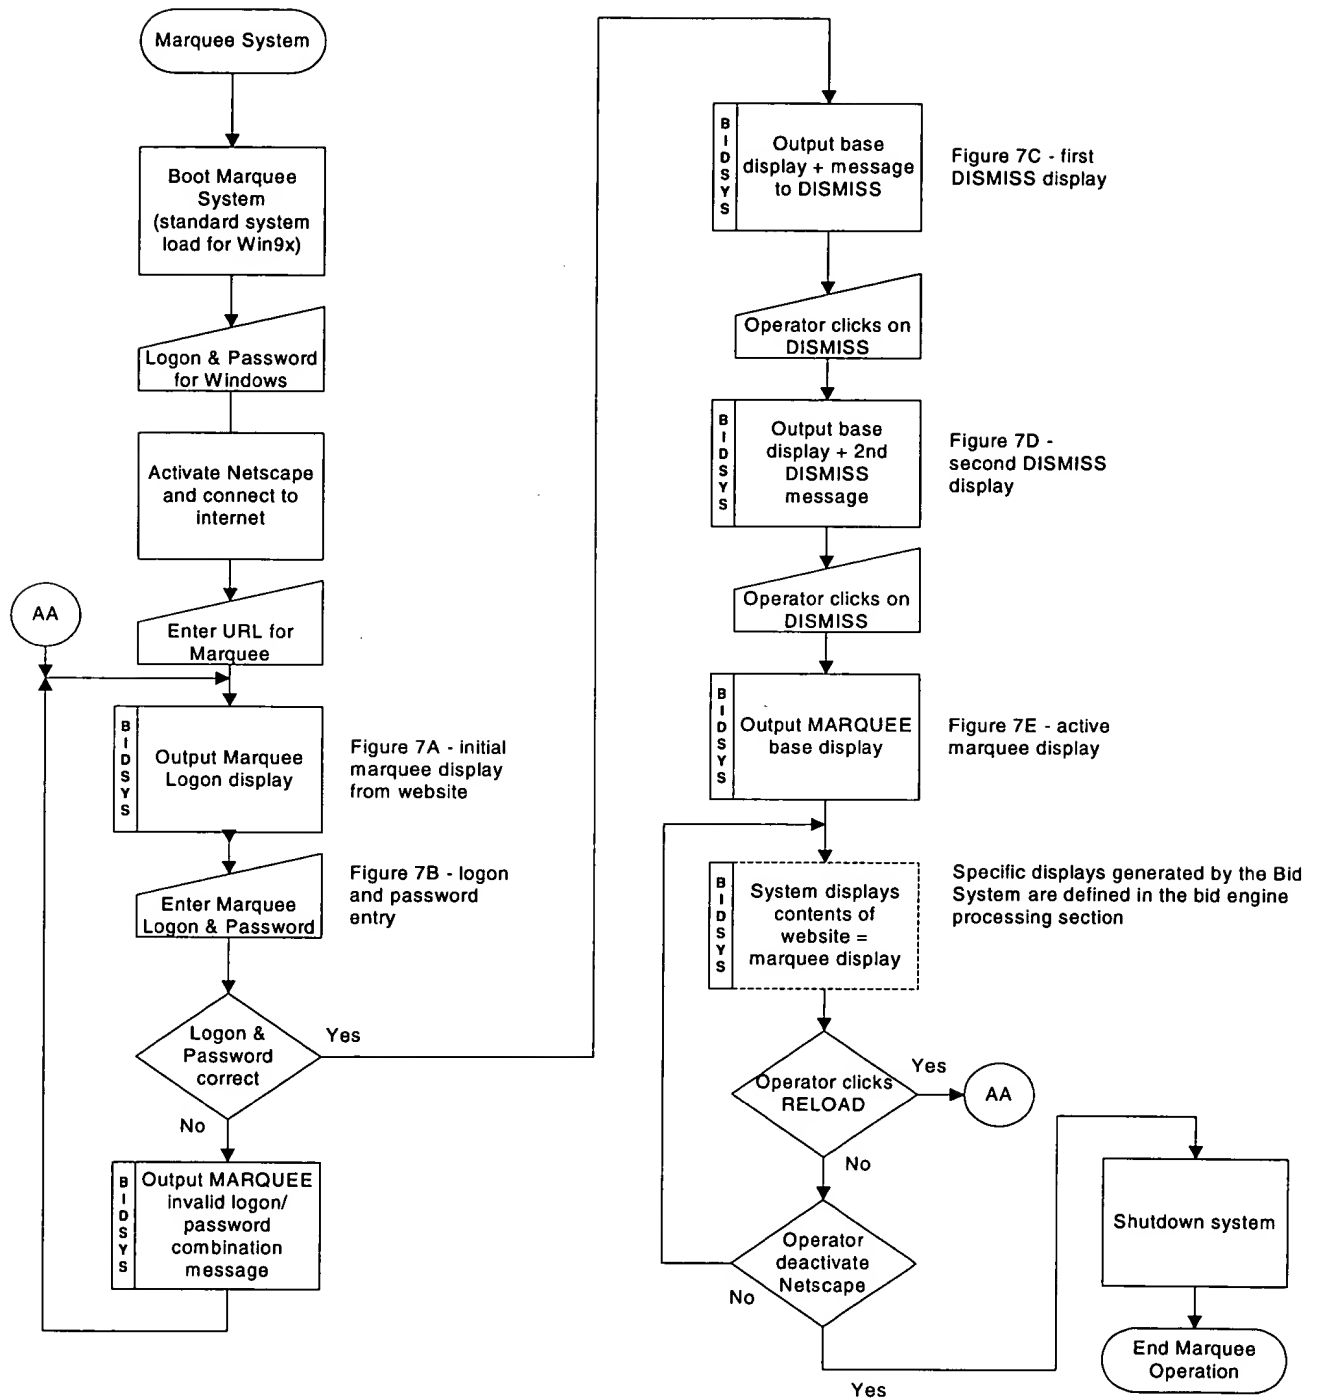 Marquee System
Boot Marquee
System
(standard system
load for Win9x)
Logon & Password
for Windows
Activate Netscape
and connect to
internet
AA
Enter URL for
Marquee
BIDSYS
Output Marquee
Logon display
Figure 7A - initial
marquee display
from website
Enter Marquee
Logon & Password
Figure 7B - logon
and password
entry
Logon &
Password
correct
Yes
No
BIDSYS
Output MARQUEE
invalid logon/
password
combination
message
BIDSYS
Output base
display + message
to DISMISS
Figure 7C - first
DISMISS display
Operator clicks on
DISMISS
BIDSYS
Output base
display + 2nd
DISMISS
message
Figure 7D -
second DISMISS
display
Operator clicks on
DISMISS
BIDSYS
Output MARQUEE
base display
Figure 7E - active
marquee display
BIDSYS
System displays
contents of
website =
marquee display
Specific displays generated by the Bid
System are defined in the bid engine
processing section
Operator clicks
RELOAD
Yes
AA
No
Operator
deactivate
Netscape
No
Yes
Shutdown system
End Marquee
Operation